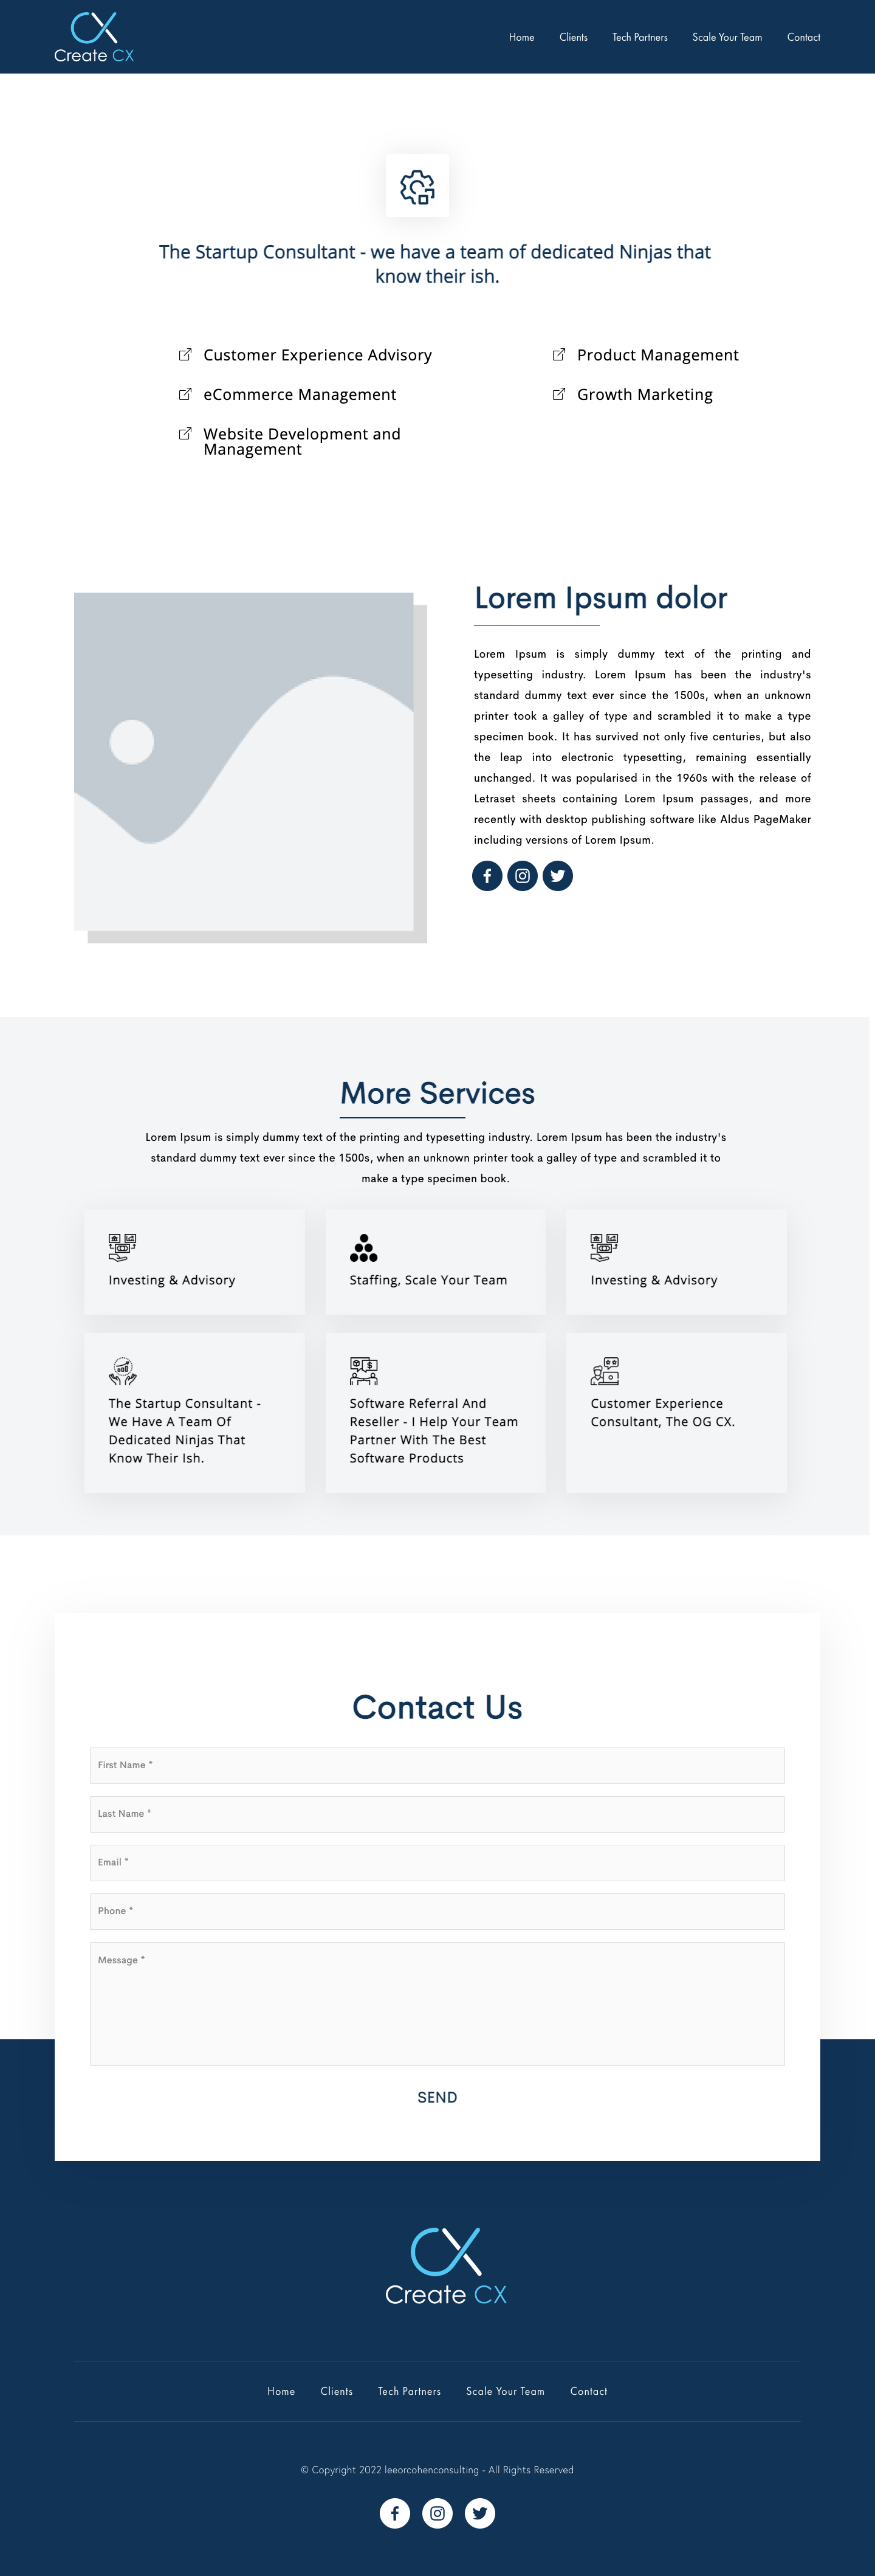 CX
Create CX
Home Clients Tech Partners Scale Your Team Contact
The Startup Consultant - we have a team of dedicated Ninjas that
know their ish.
Customer Experience Advisory
Product Management
eCommerce Management
Growth Marketing
Website Development and
Management
Lorem Ipsum dolor
Lorem Ipsum is simply dummy text of the printing and
typesetting industry. Lorem Ipsum has been the industry's
standard dummy text ever since the 1500s, when an unknown
printer took a galley of type and scrambled it to make a type
specimen book. It has survived not only five centuries, but also
the leap into electronic typesetting, remaining essentially
unchanged. It was popularised in the 1960s with the release of
Letraset sheets containing Lorem Ipsum passages, and more
recently with desktop publishing software like Aldus PageMaker
including versions of Lorem Ipsum.
More Services
Lorem Ipsum is simply dummy text of the printing and typesetting industry. Lorem Ipsum has been the industry's
standard dummy text ever since the 1500s, when an unknown printer took a galley of type and scrambled it to
make a type specimen book.
Investing & Advisory
Staffing, Scale Your Team
Investing & Advisory
The Startup Consultant -
We Have A Team Of
Dedicated Ninjas That
Know Their Ish.
Software Referral And
Reseller - I Help Your Team
Partner With The Best
Software Products
Customer Experience
Consultant, The OG CX.
Contact Us
First Name *
Last Name *
Email *
Phone *
Message *
SEND
CX
Create CX
Home Clients Tech Partners Scale Your Team Contact
© Copyright 2022 leeorcohenconsulting - All Rights Reserved